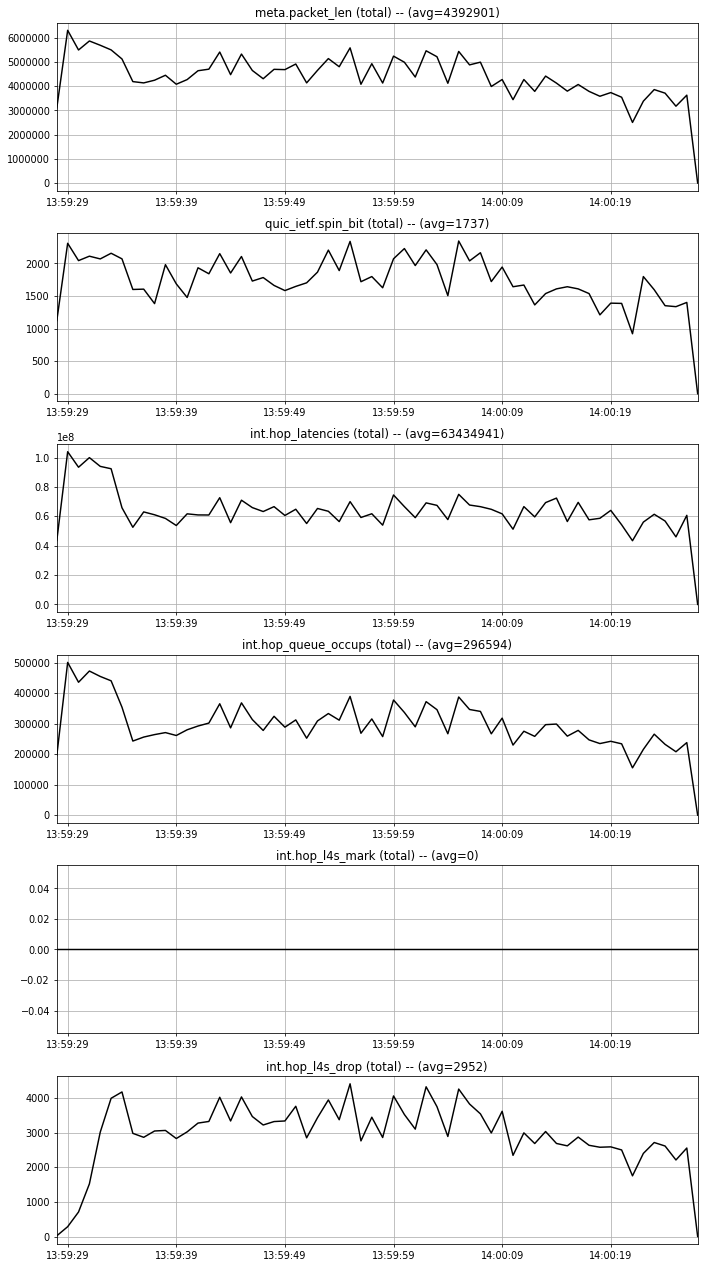 meta.packet_len (total) -- (avg=4392901)
6000000
5000000
4000000
3000000
2000000
1000000
0
13:59:29 13:59:39 13:59:49 13:59:59 14:00:09 14:00:19
quic_ietf.spin_bit (total) -- (avg=1737)
2000
1500
1000
500
0
13:59:29 13:59:39 13:59:49 13:59:59 14:00:09 14:00:19
int.hop_latencies (total) -- (avg=63434941)
1e8
1.0
0.8
0.6
0.4
0.2
0.0
13:59:29 13:59:39 13:59:49 13:59:59 14:00:09 14:00:19
int.hop_queue_occups (total) -- (avg=296594)
500000
400000
300000
200000
100000
0
13:59:29 13:59:39 13:59:49 13:59:59 14:00:09 14:00:19
int.hop_l4s_mark (total) -- (avg=0)
0.04
0.02
0.00
−0.02
−0.04
13:59:29 13:59:39 13:59:49 13:59:59 14:00:09 14:00:19
int.hop_l4s_drop (total) -- (avg=2952)
4000
3000
2000
1000
0
13:59:29 13:59:39 13:59:49 13:59:59 14:00:09 14:00:19